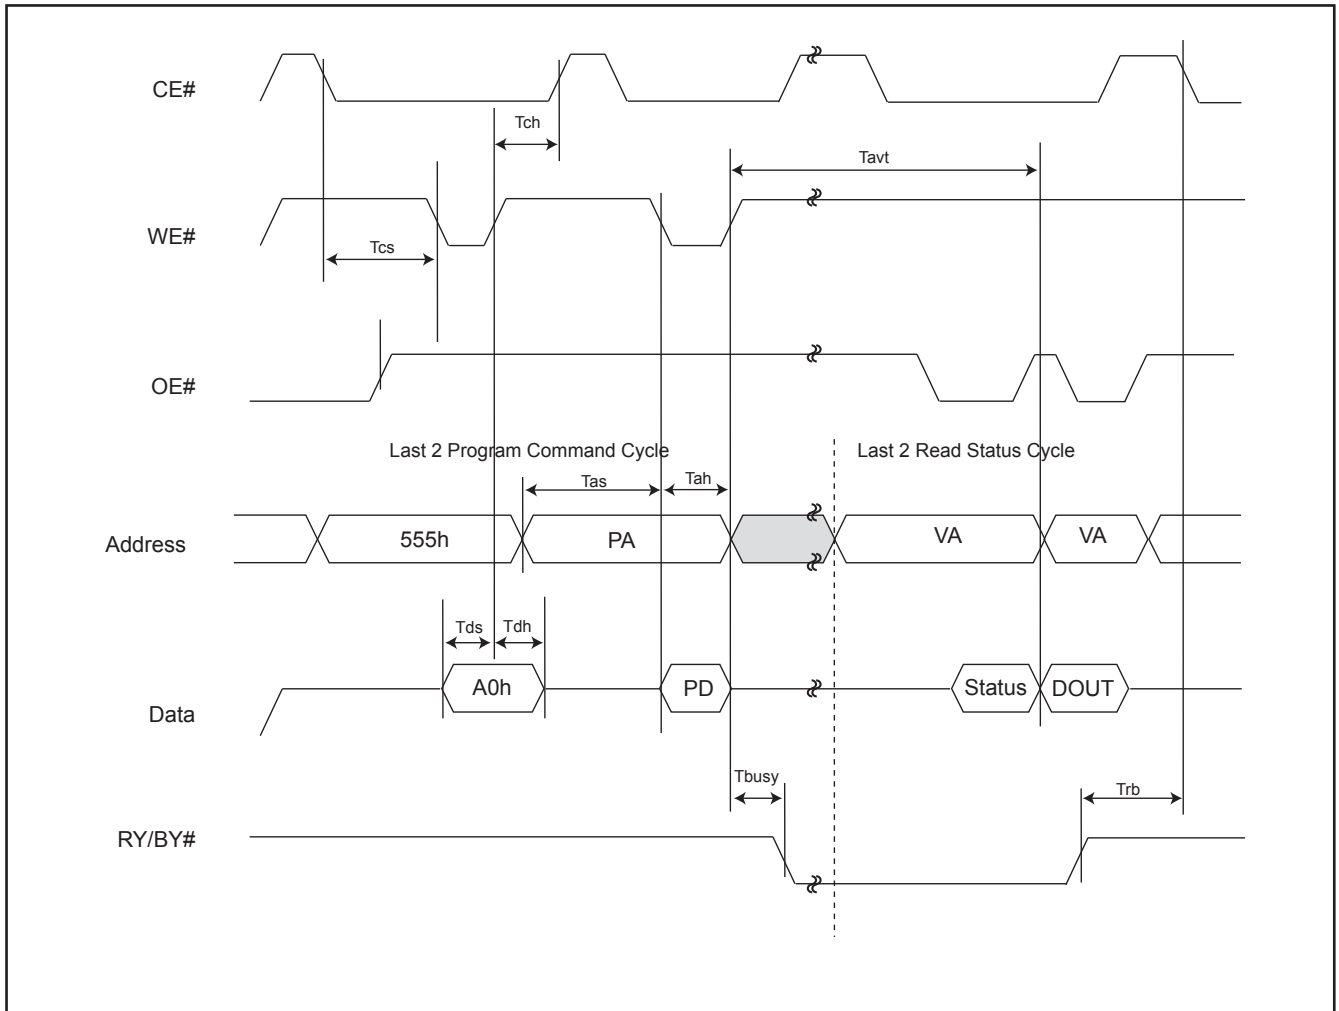 CE#
Tch
Tavt
WE#
Tcs
OE#
Last 2 Program Command Cycle
Last 2 Read Status Cycle
Tas
Tah
Address
555h
PA
VA
VA
Tds
Tdh
Data
A0h
PD
Status
DOUT
Tbusy
Trb
RY/BY#